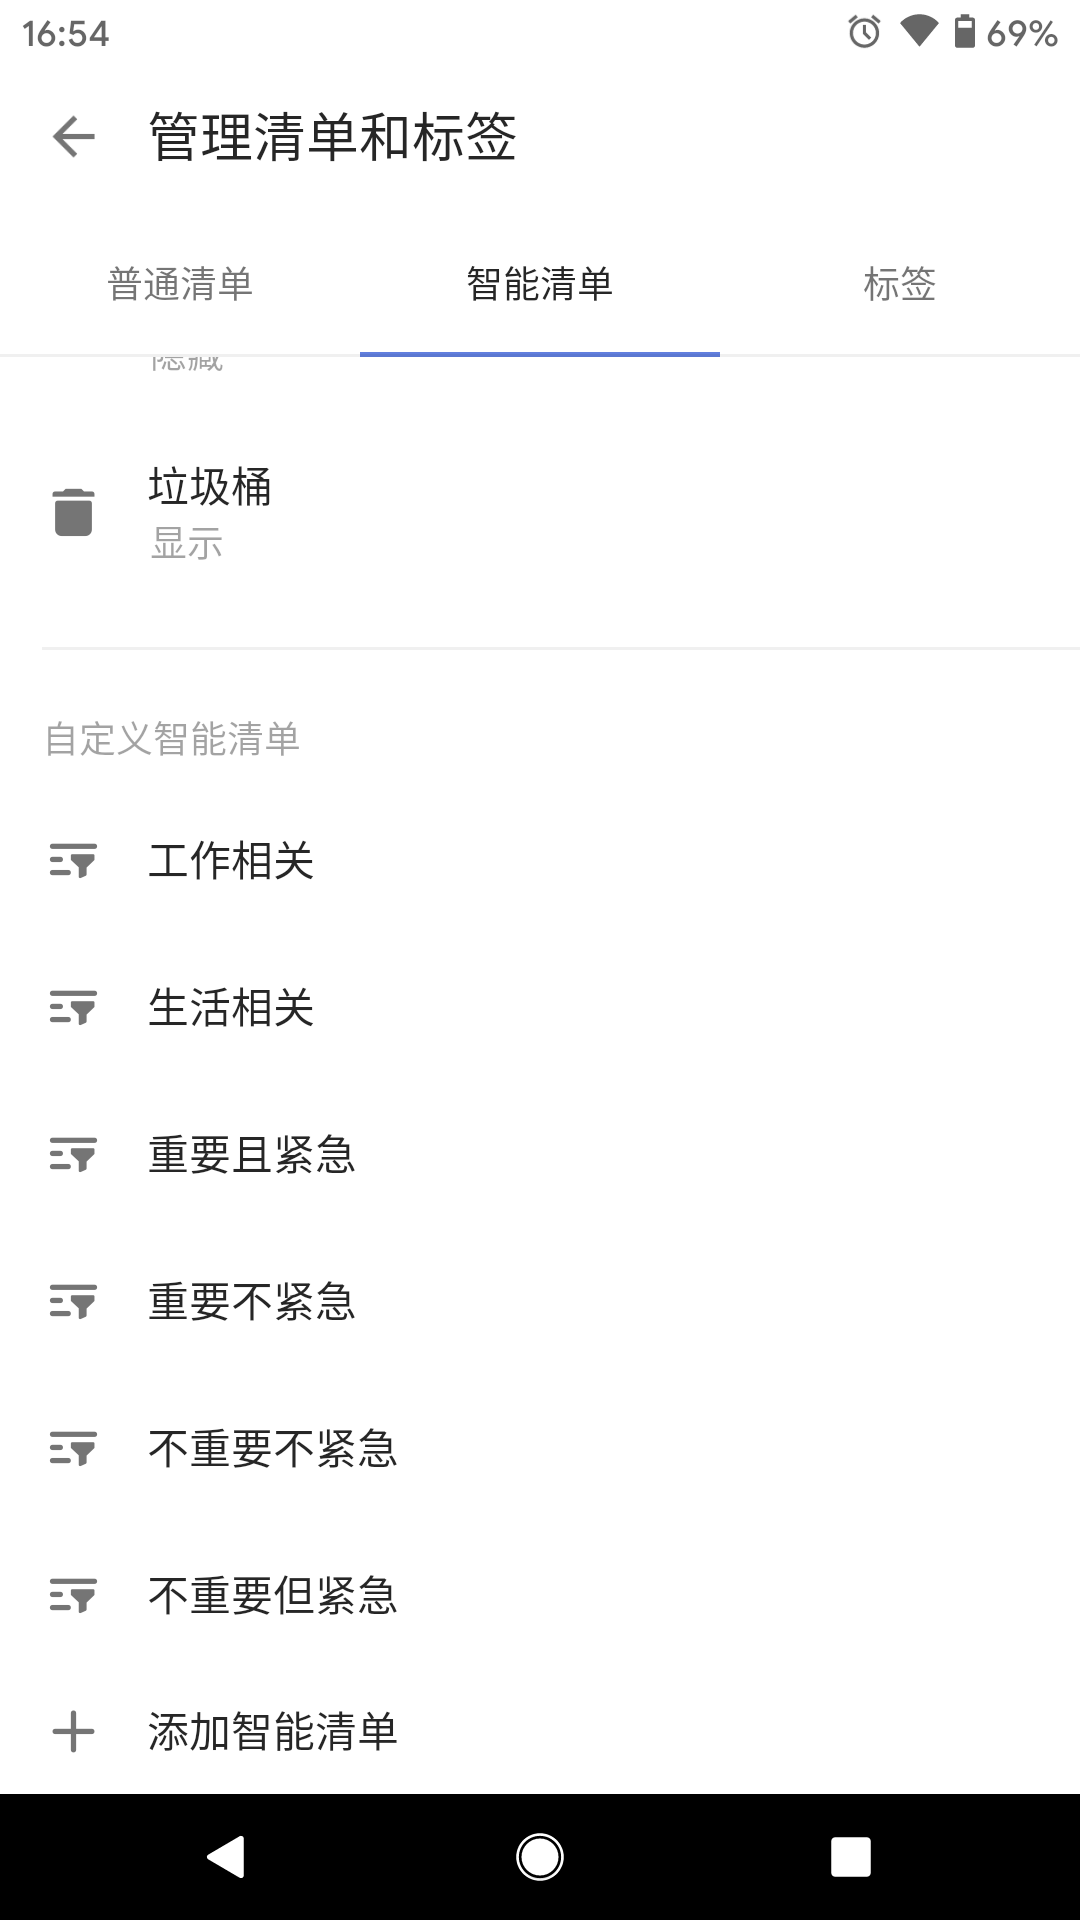 16:54
69%
管理清单和标签
普通清单
智能清单
标签
隐藏
垃圾桶
显示
自定义智能清单
工作相关
生活相关
重要且紧急
重要不紧急
不重要不紧急
不重要但紧急
添加智能清单